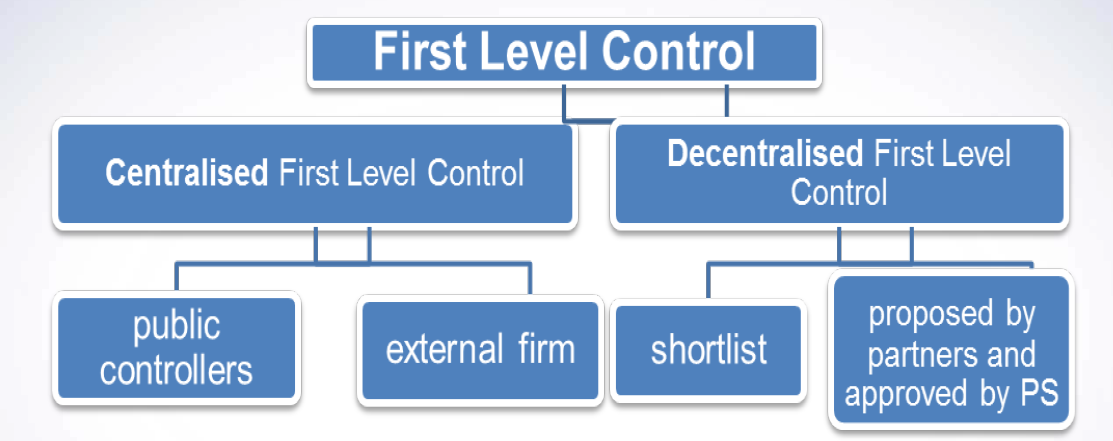 First Level Control
Centralised First Level Control
Decentralised First Level
Control
public
controllers
external firm
shortlist
proposed by
partners and
approved by PS